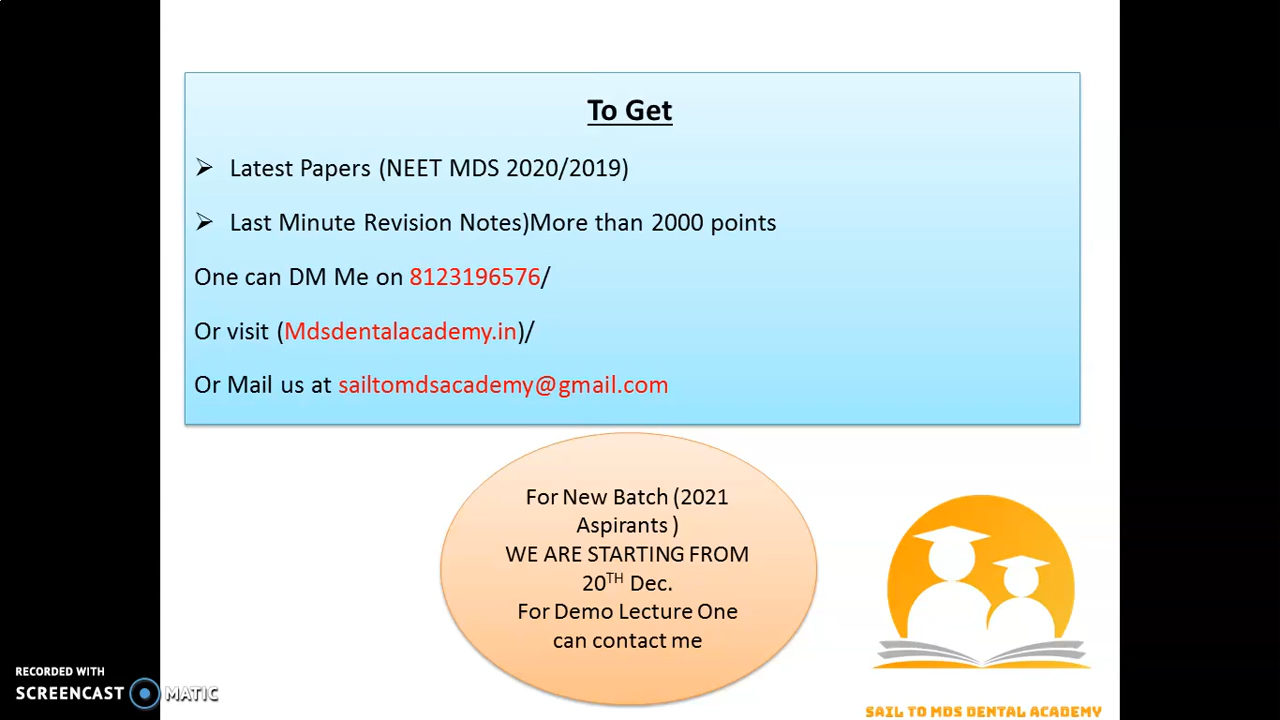 To Get
➢ Latest Papers (NEET MDS 2020/2019)
➢ Last Minute Revision Notes)More than 2000 points
One can DM Me on 8123196576/
Or visit (Mdsdentalacademy.in)/
Or Mail us at sailtomdsacademy@gmail.com
For New Batch (2021
Aspirants )
WE ARE STARTING FROM
20TH Dec.
For Demo Lecture One
can contact me
SAIL TO MDS DENTAL ACADEMY
RECORDED WITH
SCREENCAST MATIC